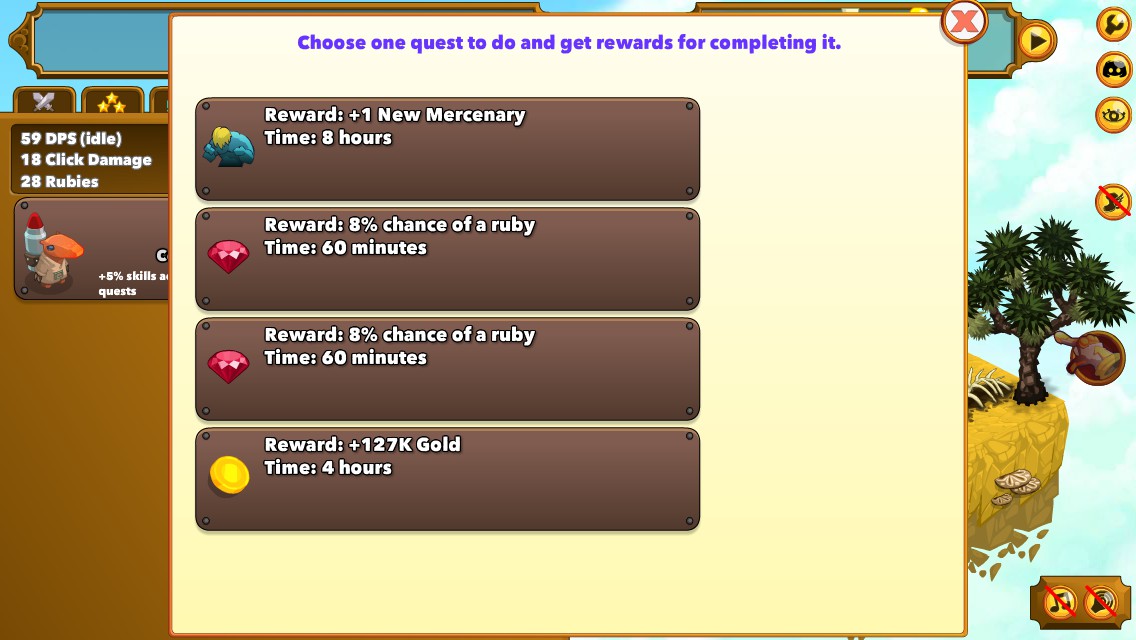 Choose one quest to do and get rewards for completing it.
Reward: +1 New Mercenary
Time: 8 hours
Reward: 8% chance of a ruby
Time: 60 minutes
Reward: 8% chance of a ruby
Time: 60 minutes
Reward: +127K Gold
Time: 4 hours
59 DPS (idle)
18 Click Damage
28 Rubies
+5% skills
quests